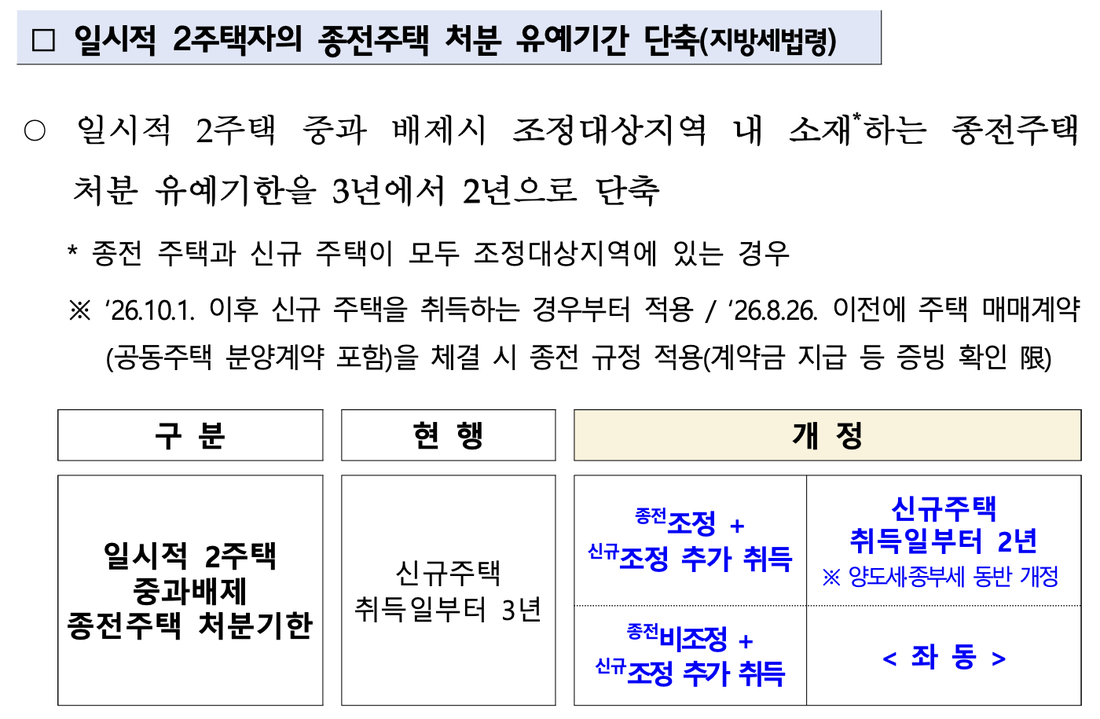 □ 일시적 2주택자의 종전주택 처분 유예기간 단축(지방세법령)
○ 일시적 2주택 중과 배제시 조정대상지역 내 소재*하는 종전주택
처분 유예기한을 3년에서 2년으로 단축
* 종전 주택과 신규 주택이 모두 조정대상지역에 있는 경우
※ ‘26.10.1. 이후 신규 주택을 취득하는 경우부터 적용 / ‘26.8.26. 이전에 주택 매매계약
(공동주택 분양계약 포함)을 체결 시 종전 규정 적용(계약금 지급 등 증빙 확인 限)
구 분
현 행
개 정
일시적 2주택
중과배제
종전주택 처분기한
신규주택
취득일부터 3년
종전조정 +
신규조정 추가 취득
신규주택
취득일부터 2년
※ 양도세·종부세 동반 개정
종전비조정 +
신규조정 추가 취득
< 좌 동 >